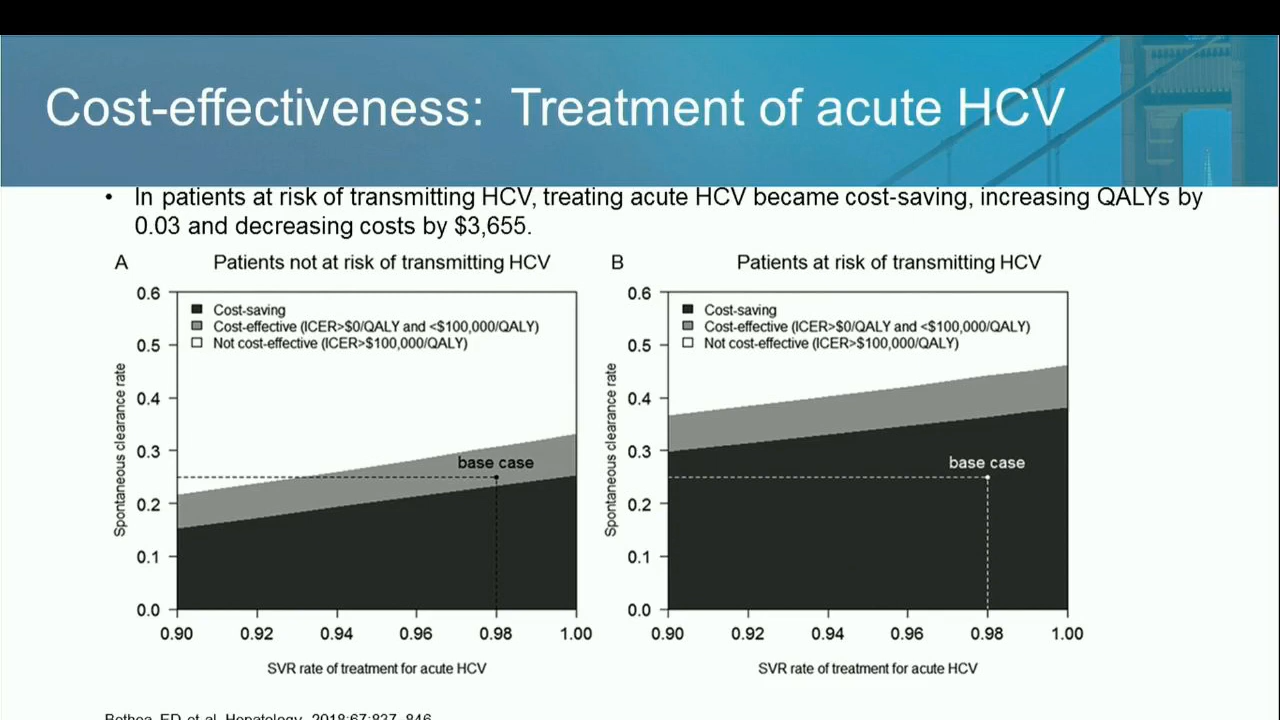 Cost-effectiveness: Treatment of acute HCV
• In patients at risk of transmitting HCV, treating acute HCV became cost-saving, increasing QALYs by
0.03 and decreasing costs by $3,655.
A Patients not at risk of transmitting HCV
0.6
0.5
0.4
0.3
0.2
0.1
0.0
Spontaneous clearance rate
Cost-saving
Cost-effective (ICER>$0/QALY and <$100,000/QALY)
Not cost-effective (ICER>$100,000/QALY)
base case
0.90 0.92 0.94 0.96 0.98 1.00
SVR rate of treatment for acute HCV
B Patients at risk of transmitting HCV
0.6
0.5
0.4
0.3
0.2
0.1
0.0
Spontaneous clearance rate
Cost-saving
Cost-effective (ICER>$0/QALY and <$100,000/QALY)
Not cost-effective (ICER>$100,000/QALY)
base case
0.90 0.92 0.94 0.96 0.98 1.00
SVR rate of treatment for acute HCV
Bethea ED et al. Hepatology. 2018;67:837-846